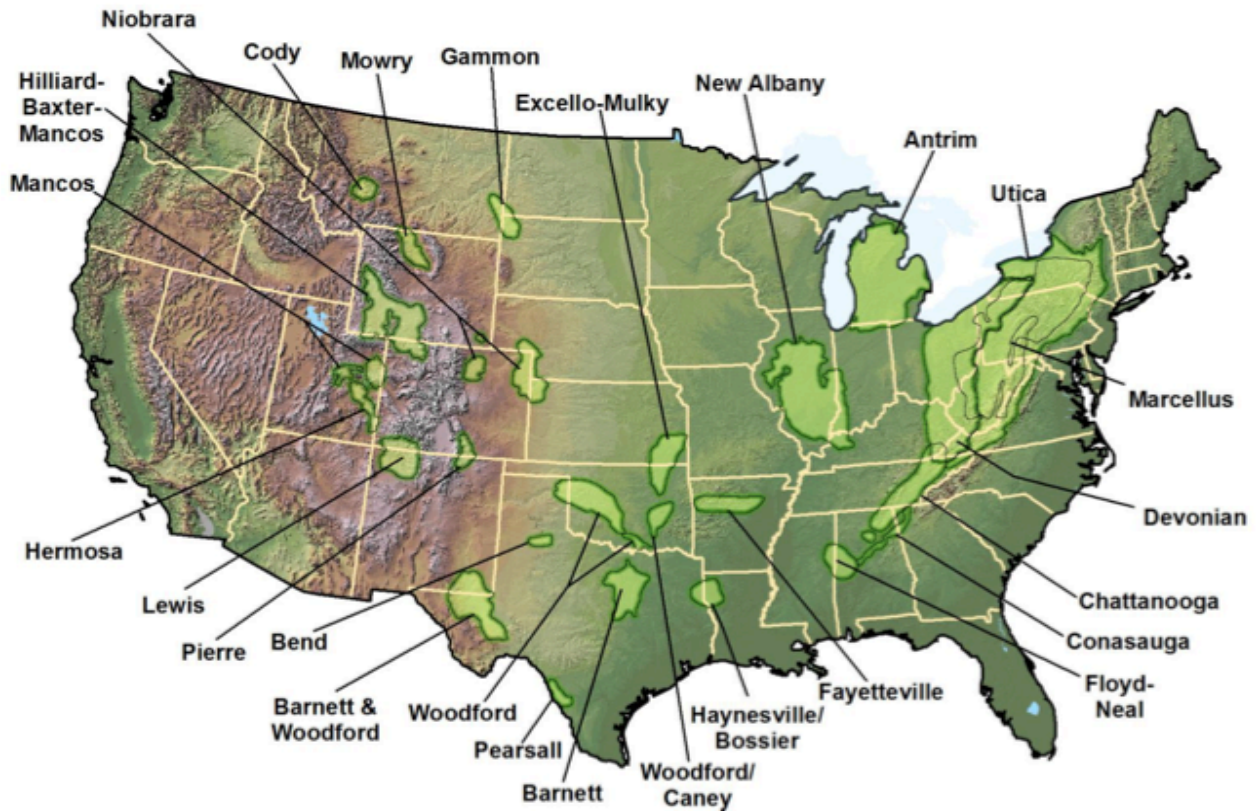 Niobrara
Cody
Mowry
Gammon
Hilliard-
Baxter-
Mancos
Excello-Mulky
New Albany
Antrim
Mancos
Utica
Marcellus
Devonian
Hermosa
Lewis
Chattanooga
Pierre
Bend
Conasauga
Barnett &
Woodford
Woodford
Fayetteville
Floyd-
Neal
Haynesville/
Bossier
Pearsall
Woodford/
Caney
Barnett